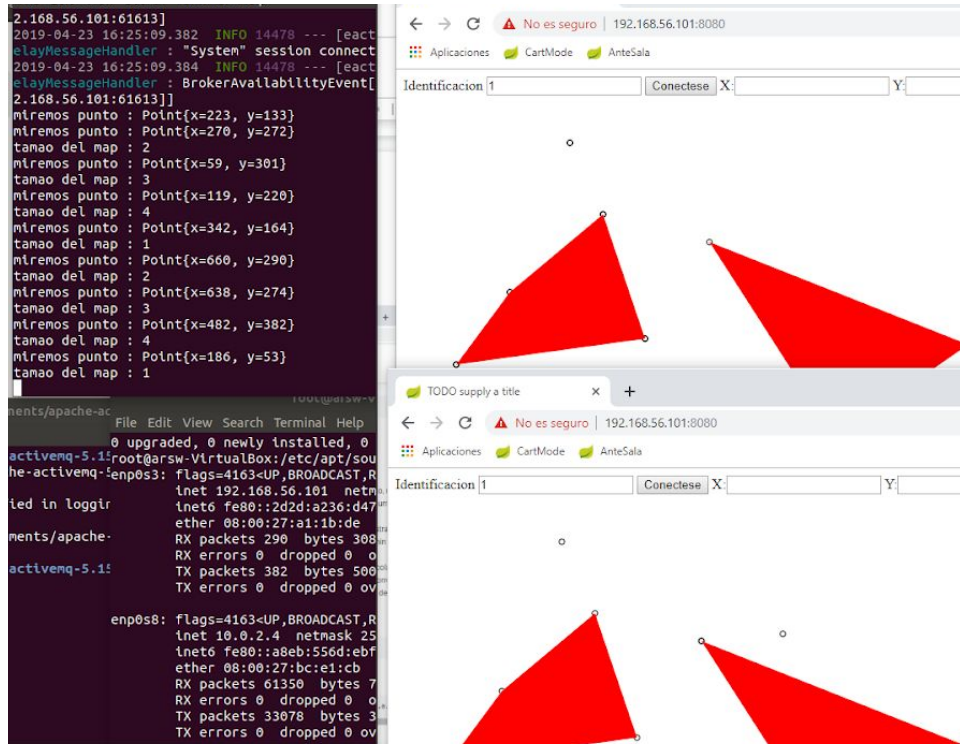 2.168.56.101:61613]
2019-04-23 16:25:09.382 INFO 14478 --- [eact
elayMessageHandler : "System" session connect
2019-04-23 16:25:09.384 INFO 14478 --- [eact
elayMessageHandler : BrokerAvailabilityEvent[
2.168.56.101:61613]]
miremos punto : Point{x=223, y=133}
miremos punto : Point{x=270, y=272}
tamao del map : 2
miremos punto : Point{x=59, y=301}
tamao del map : 3
miremos punto : Point{x=119, y=220}
tamao del map : 4
miremos punto : Point{x=342, y=164}
tamao del map : 1
miremos punto : Point{x=660, y=290}
tamao del map : 2
miremos punto : Point{x=638, y=274}
tamao del map : 3
miremos punto : Point{x=482, y=382}
tamao del map : 4
miremos punto : Point{x=186, y=53}
tamao del map : 1
No es seguro | 192.168.56.101:8080
Aplicaciones CartMode AnteSala
Identificacion 1 Conectese X: Y:
TODO supply a title
No es seguro | 192.168.56.101:8080
Aplicaciones CartMode AnteSala
Identificacion 1 Conectese X: Y:
ments/apache-ac
activemq-5.15
he-activemq-5
ied in loggin
ments/apache-
activemq-5.15
root@arsw-V
File Edit View Search Terminal Help
0 upgraded, 0 newly installed, 0
root@arsw-VirtualBox:/etc/apt/sou
enp0s3: flags=4163<UP,BROADCAST,R
inet 192.168.56.101 netm
inet6 fe80::2d2d:a236:d47
ether 08:00:27:a1:1b:de
RX packets 290 bytes 308
RX errors 0 dropped 0 o
TX packets 382 bytes 500
TX errors 0 dropped 0 ov
enp0s8: flags=4163<UP,BROADCAST,R
inet 10.0.2.4 netmask 25
inet6 fe80::a8eb:556d:ebf
ether 08:00:27:bc:e1:cb
RX packets 61350 bytes 7
RX errors 0 dropped 0 o
TX packets 33078 bytes 3
TX errors 0 dropped 0 ov